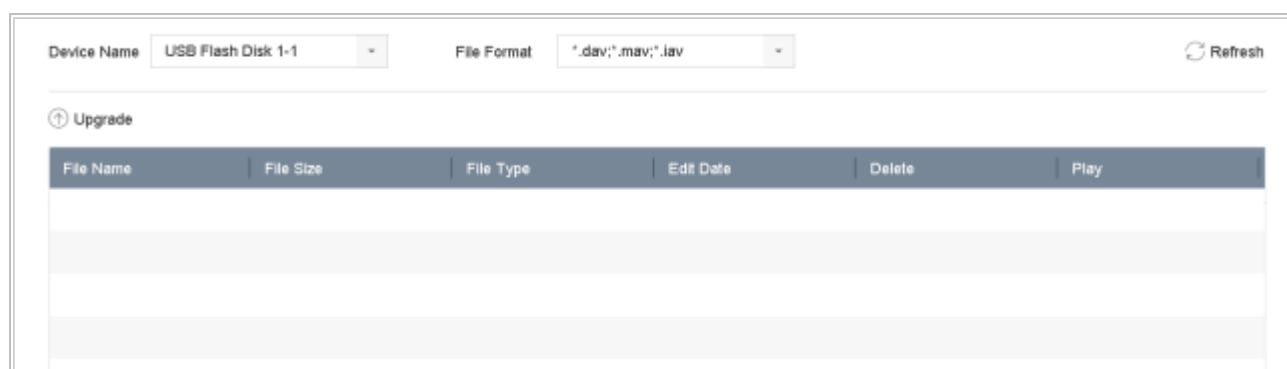 Device Name USB Flash Disk 1-1 File Format *.dav;*.mav;*.iav Refresh
Upgrade
File Name File Size File Type Edit Date Delete Play